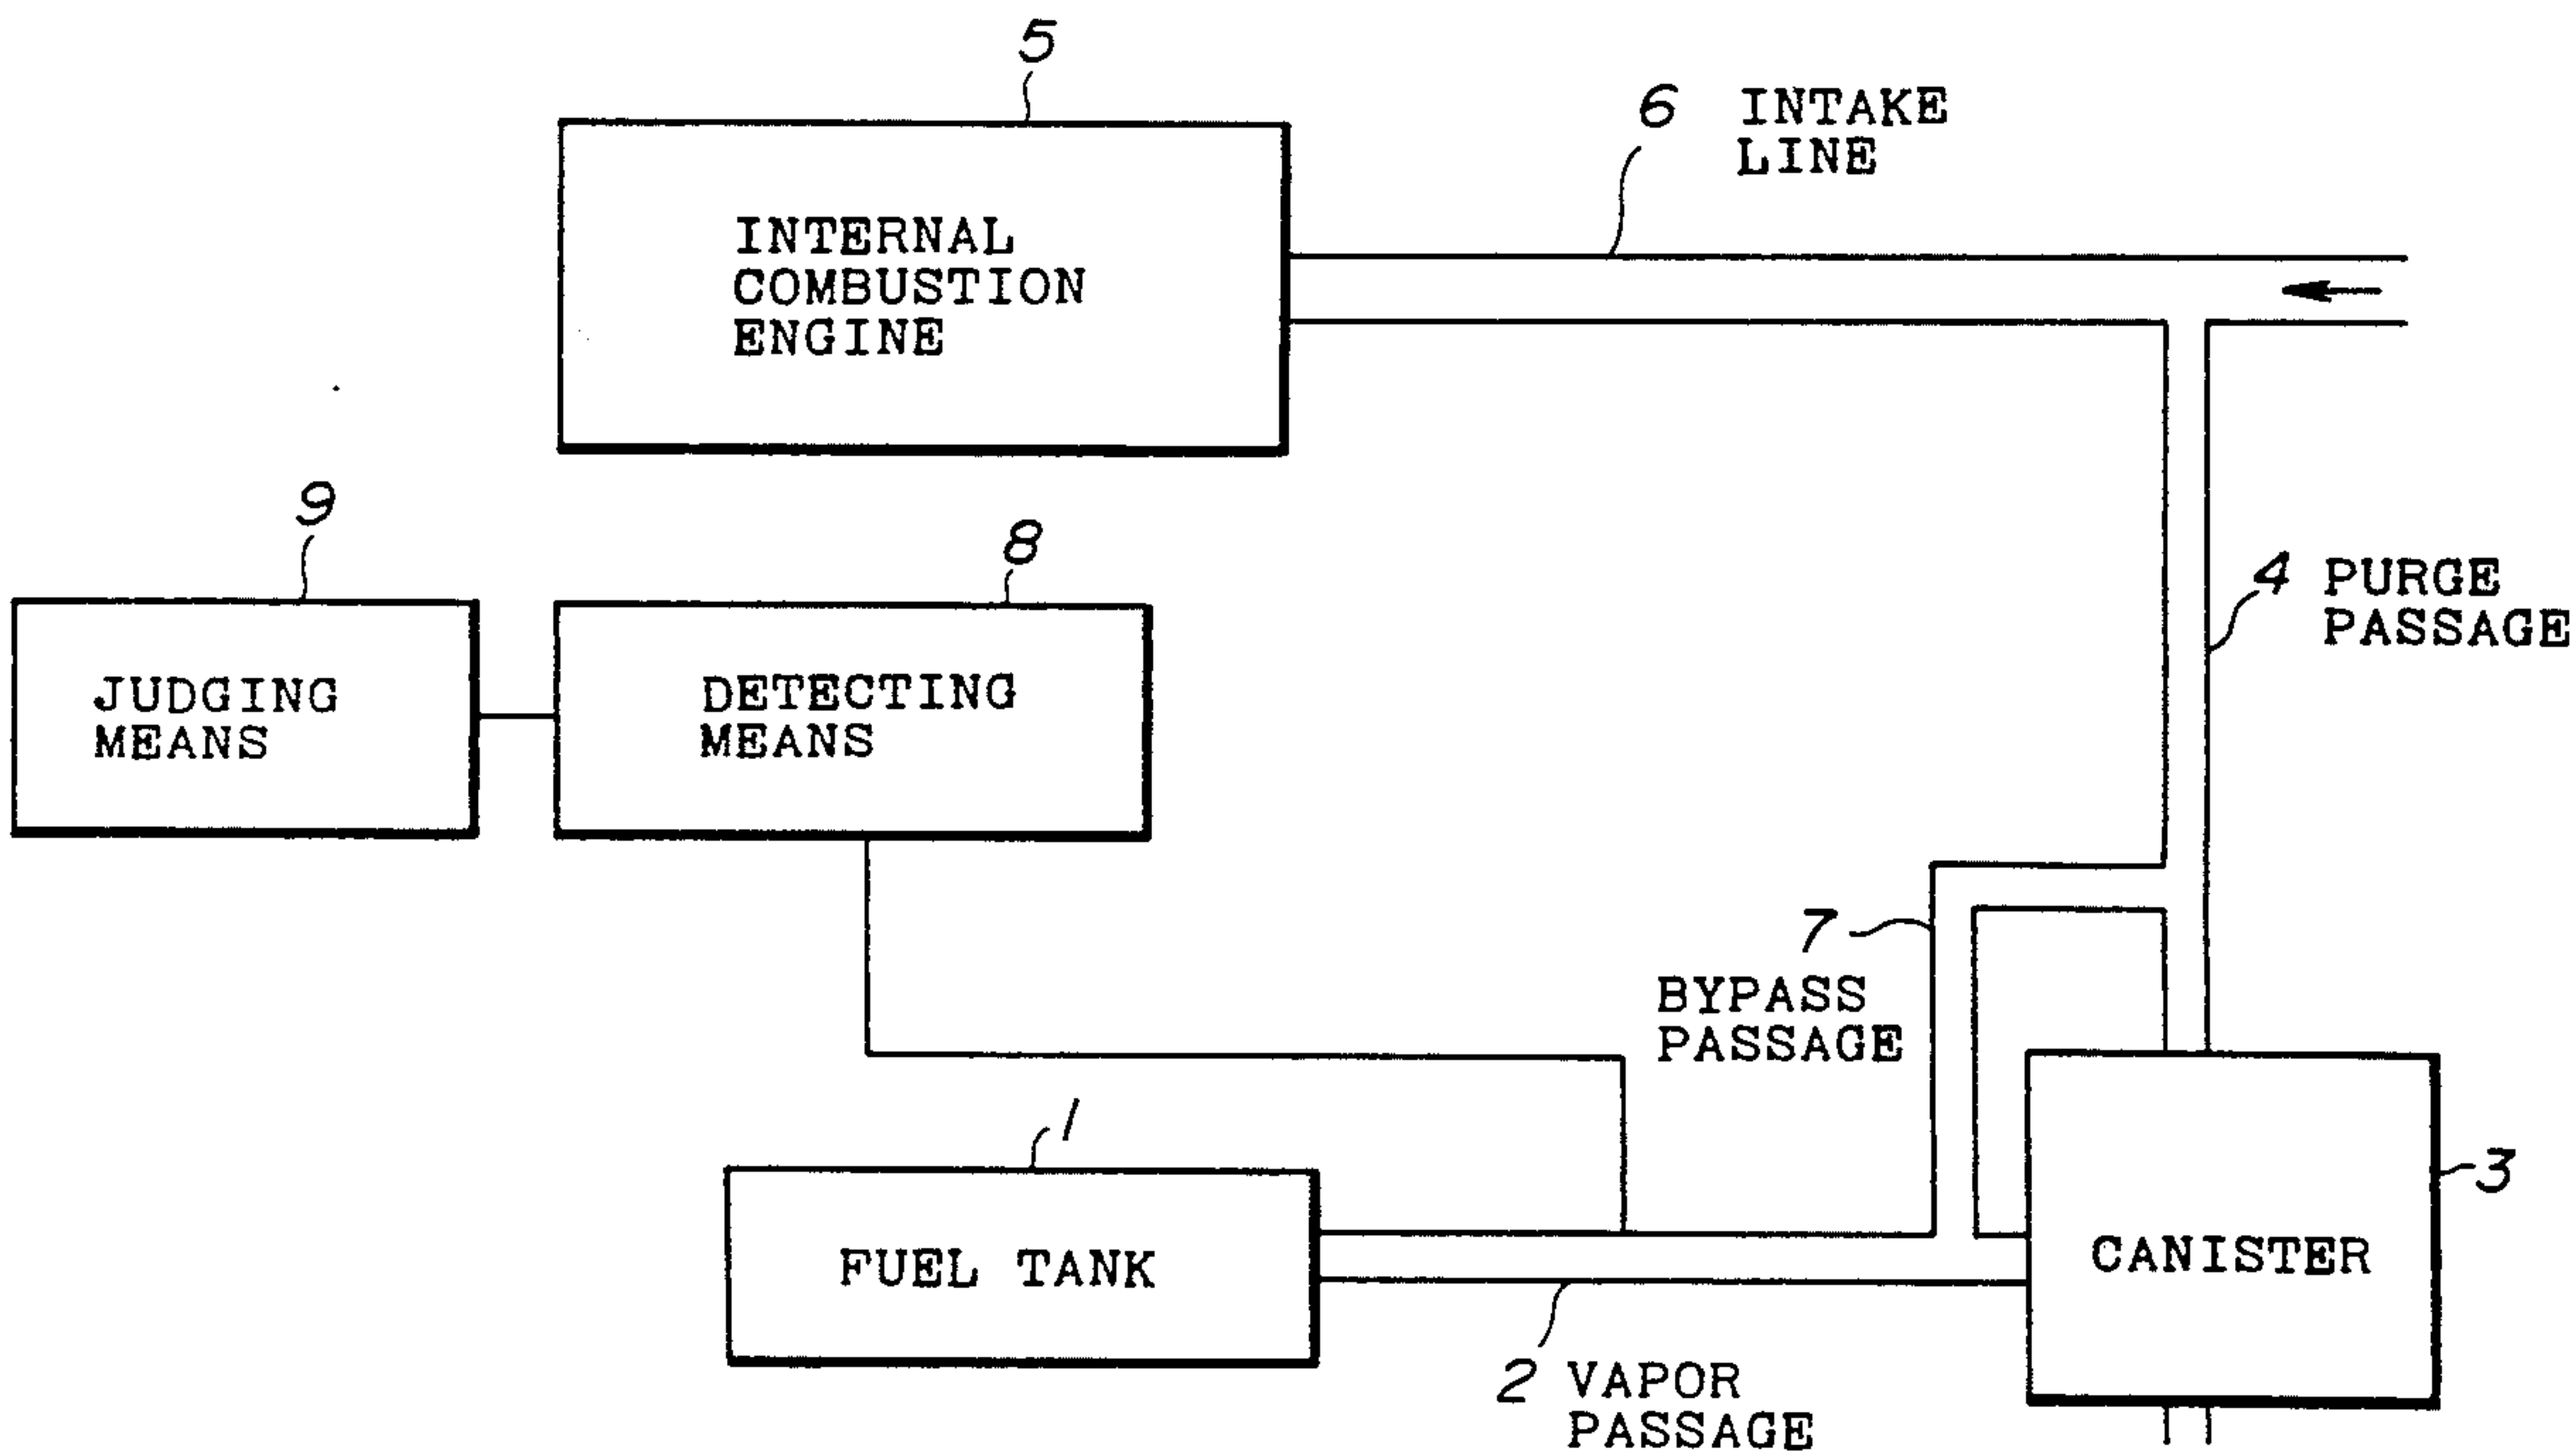 5
6 INTAKE
LINE
INTERNAL
COMBUSTION
ENGINE
9
8
4 PURGE
PASSAGE
JUDGING
MEANS
DETECTING
MEANS
7
BYPASS
PASSAGE
1
3
FUEL TANK
CANISTER
2 VAPOR
PASSAGE